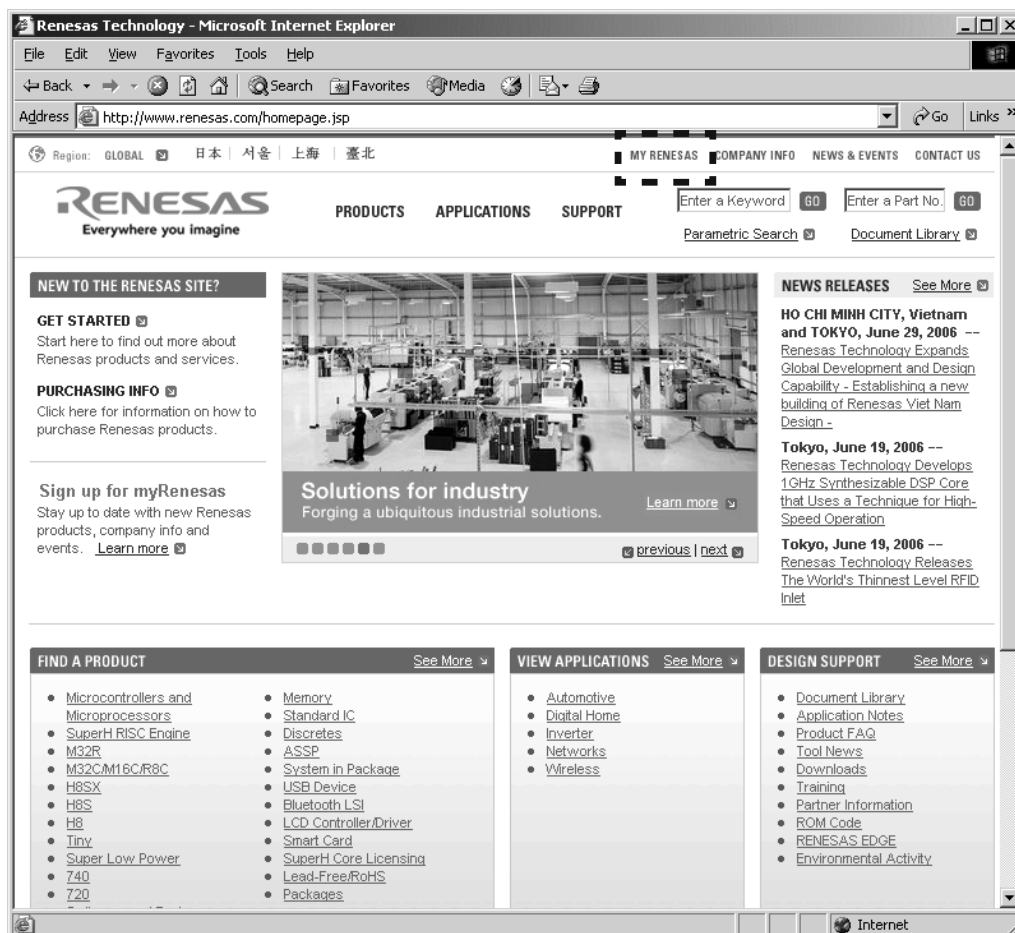 Renesas Technology - Microsoft Internet Explorer
File Edit View Favorites Tools Help
Back Search Favorites Media
Address http://www.renesas.com/homepage.jsp Go Links »
Region: GLOBAL 日本 | 서울 | 上海 | 臺北 MY RENESAS COMPANY INFO NEWS & EVENTS CONTACT US
RENESAS
Everywhere you imagine
PRODUCTS APPLICATIONS SUPPORT
Enter a Keyword GO Enter a Part No. GO
Parametric Search Document Library
NEW TO THE RENESAS SITE?
GET STARTED
Start here to find out more about
Renesas products and services.
PURCHASING INFO
Click here for information on how to
purchase Renesas products.
Sign up for myRenesas
Stay up to date with new Renesas
products, company info and
events. Learn more
Solutions for industry
Forging a ubiquitous industrial solutions.
Learn more
previous | next
NEWS RELEASES See More
HO CHI MINH CITY, Vietnam
and TOKYO, June 29, 2006 --
Renesas Technology Expands
Global Development and Design
Capability - Establishing a new
building of Renesas Viet Nam
Design -
Tokyo, June 19, 2006 --
Renesas Technology Develops
1GHz Synthesizable DSP Core
that Uses a Technique for High-
Speed Operation
Tokyo, June 19, 2006 --
Renesas Technology Releases
The World's Thinnest Level RFID
Inlet
FIND A PRODUCT See More
Microcontrollers and
Microprocessors
SuperH RISC Engine
M32R
M32C/M16C/R8C
H8SX
H8S
H8
Tiny
Super Low Power
740
720
Memory
Standard IC
Discretes
ASSP
System in Package
USB Device
Bluetooth LSI
LCD Controller/Driver
Smart Card
SuperH Core Licensing
Lead-Free/RoHS
Packages
VIEW APPLICATIONS See More
Automotive
Digital Home
Inverter
Networks
Wireless
DESIGN SUPPORT See More
Document Library
Application Notes
Product FAQ
Tool News
Downloads
Training
Partner Information
ROM Code
RENESAS EDGE
Environmental Activity
Internet